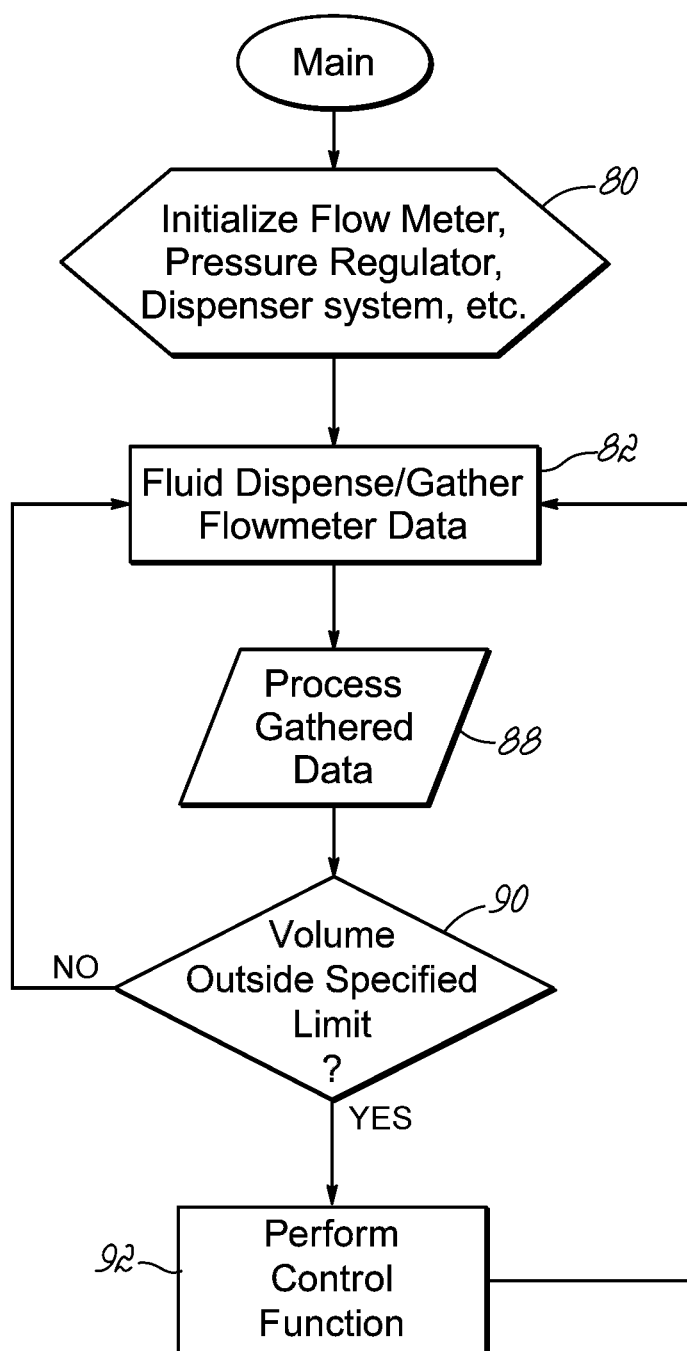 Main
80
Initialize Flow Meter,
Pressure Regulator,
Dispenser system, etc.
82
Fluid Dispense/Gather
Flowmeter Data
Process
Gathered
Data
88
90
Volume
Outside Specified
Limit
?
NO
YES
92
Perform
Control
Function